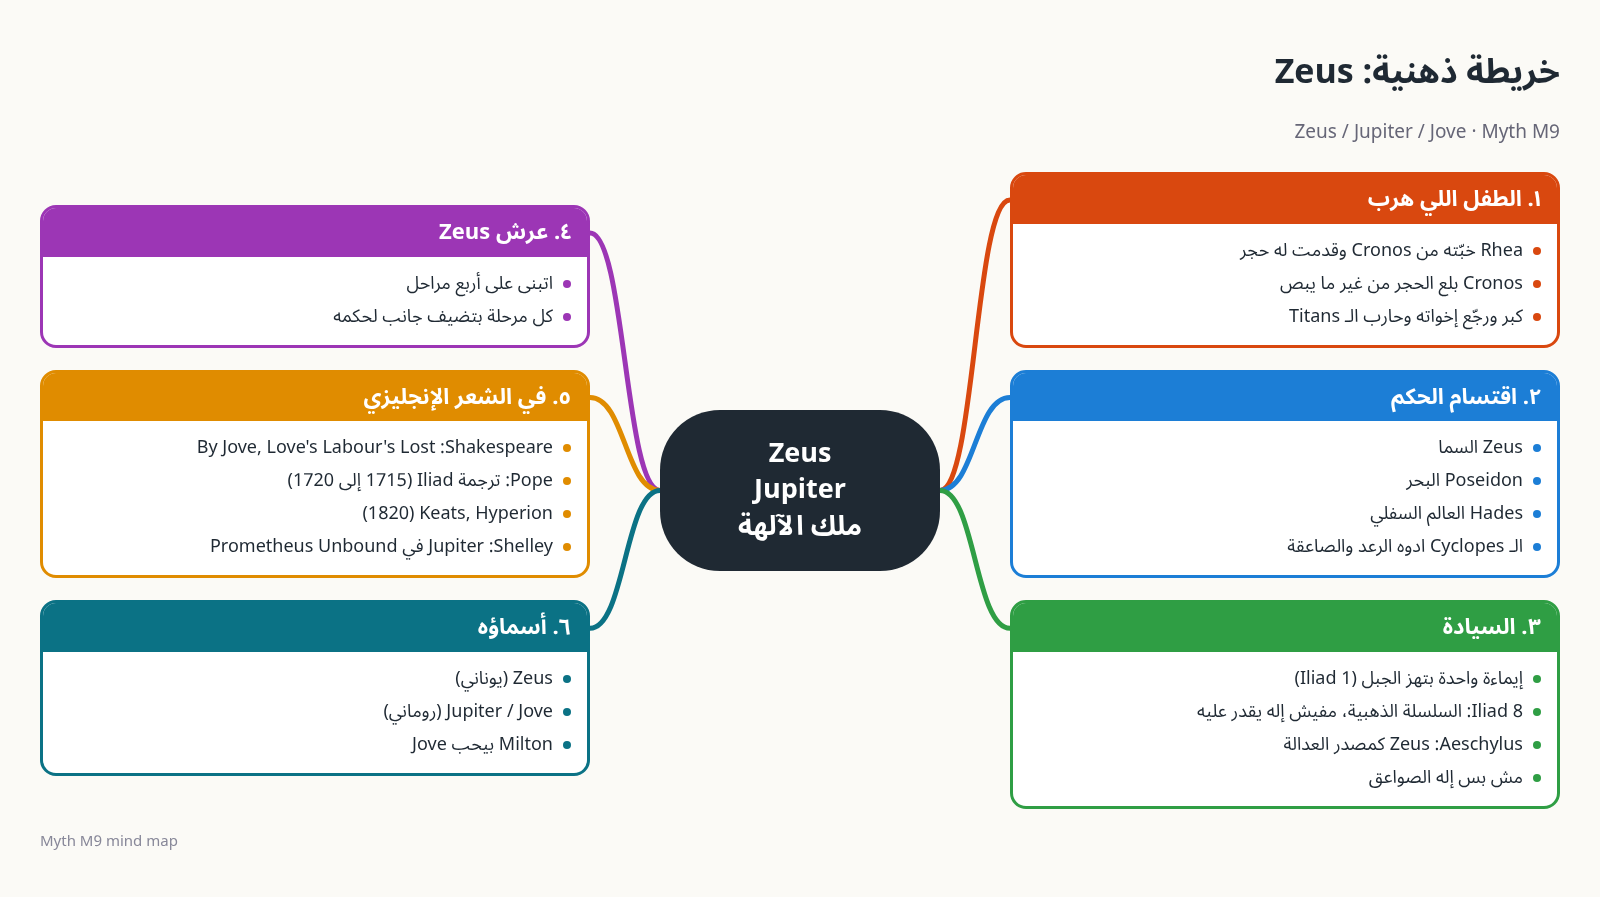 خريطة ذهنية: Zeus
Zeus / Jupiter / Jove · Myth M9
١. الطفل اللي هرب
Rhea خبّته من Cronos وقدمت له حجر
Cronos بلع الحجر من غير ما يبص
كبر ورجّع إخواته وحارب الـ Titans
٢. اقتسام الحكم
Zeus السما
Poseidon البحر
Hades العالم السفلي
الـ Cyclopes ادوه الرعد والصاعقة
٣. السيادة
إيماءة واحدة بتهز الجبل (Iliad 1)
Iliad 8: السلسلة الذهبية، مفيش إله يقدر عليه
Aeschylus: Zeus كمصدر العدالة
مش بس إله الصواعق
Zeus
Jupiter
ملك الآلهة
٤. عرش Zeus
اتبنى على أربع مراحل
كل مرحلة بتضيف جانب لحكمه
٥. في الشعر الإنجليزي
Shakespeare: By Jove, Love's Labour's Lost
Pope: ترجمة Iliad (1715 إلى 1720)
Keats, Hyperion (1820)
Shelley: Jupiter في Prometheus Unbound
٦. أسماؤه
Zeus (يوناني)
Jupiter / Jove (روماني)
Milton بيحب Jove
Myth M9 mind map